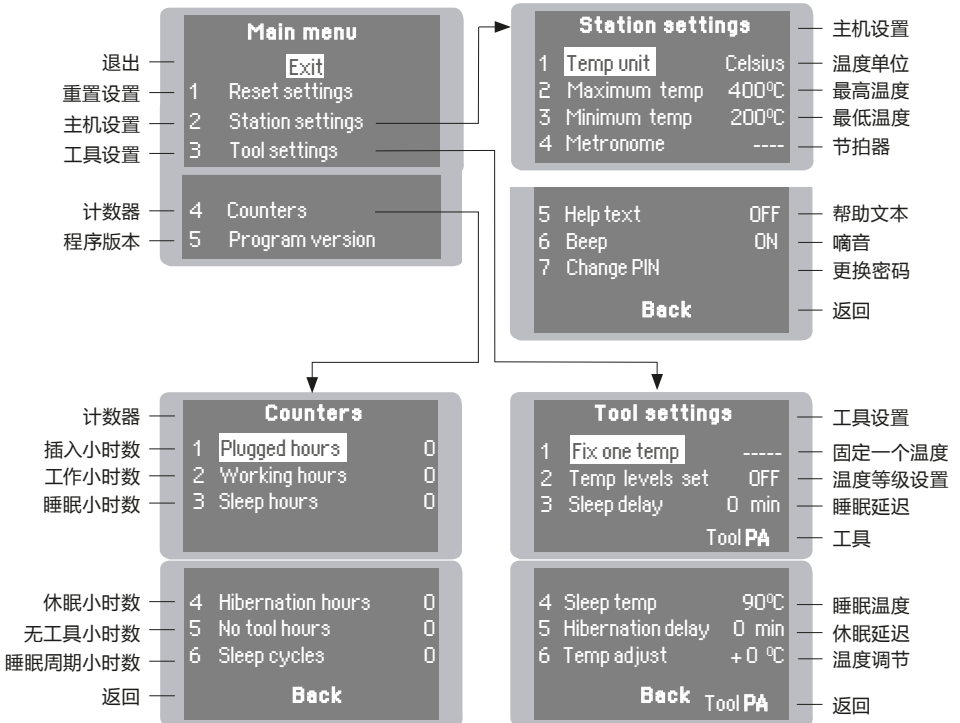 Main menu
退出 Exit
重置设置 1 Reset settings
主机设置 2 Station settings
工具设置 3 Tool settings
计数器 4 Counters
程序版本 5 Program version
Station settings 主机设置
1 Temp unit Celsius 温度单位
2 Maximum temp 400ºC 最高温度
3 Minimum temp 200ºC 最低温度
4 Metronome ---- 节拍器
5 Help text OFF 帮助文本
6 Beep ON 嘀音
7 Change PIN 更换密码
Back 返回
计数器 Counters
插入小时数 1 Plugged hours 0
工作小时数 2 Working hours 0
睡眠小时数 3 Sleep hours 0
休眠小时数 4 Hibernation hours 0
无工具小时数 5 No tool hours 0
睡眠周期小时数 6 Sleep cycles 0
返回 Back
Tool settings 工具设置
1 Fix one temp ----- 固定一个温度
2 Temp levels set OFF 温度等级设置
3 Sleep delay 0 min 睡眠延迟
Tool PA 工具
4 Sleep temp 90ºC 睡眠温度
5 Hibernation delay 0 min 休眠延迟
6 Temp adjust +0 ºC 温度调节
Back Tool PA 返回